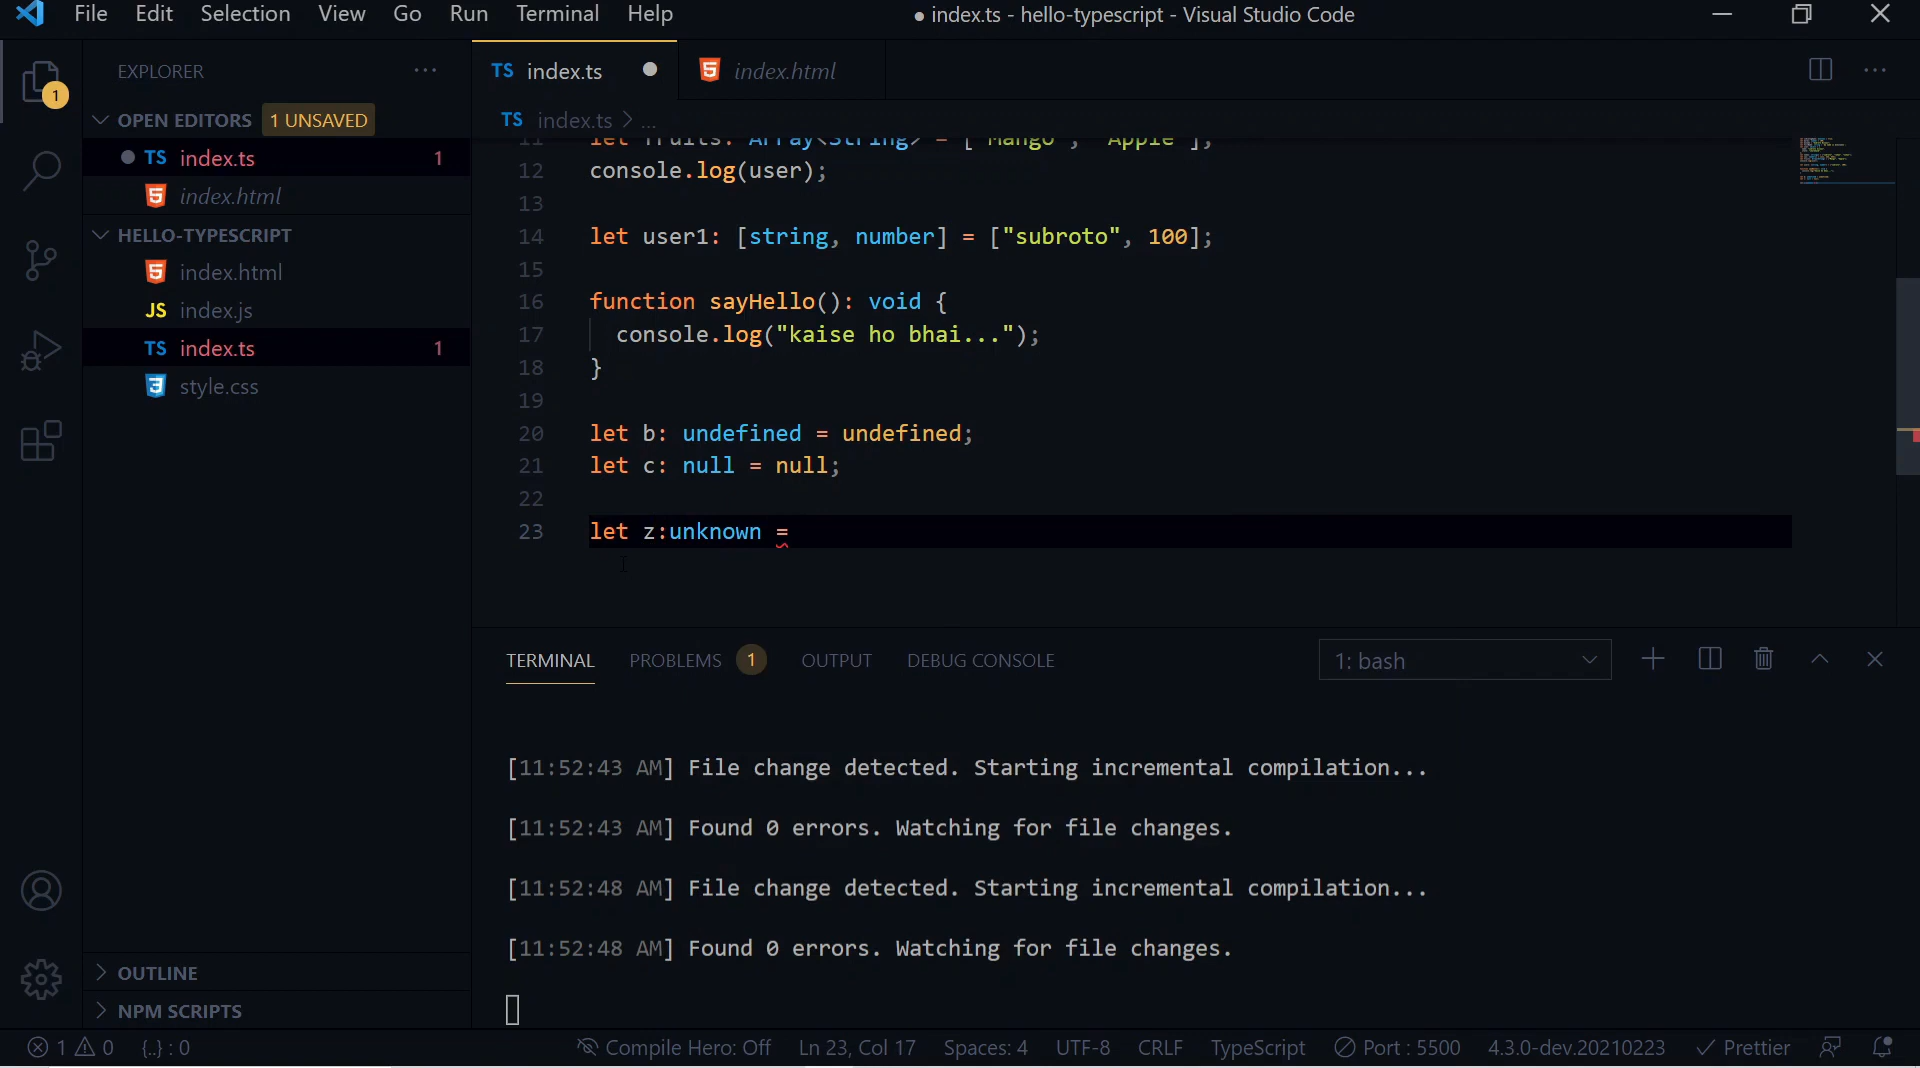 File Edit Selection View Go Run Terminal Help
● index.ts - hello-typescript - Visual Studio Code
1
EXPLORER
OPEN EDITORS 1 UNSAVED
TS index.ts 1
index.html
HELLO-TYPESCRIPT
index.html
JS index.js
TS index.ts 1
style.css
OUTLINE
NPM SCRIPTS
TS index.ts
index.html
TS index.ts > ...
11 let fruits: Array<String> = ["Mango", "Apple"];
12 console.log(user);
13
14 let user1: [string, number] = ["subroto", 100];
15
16 function sayHello(): void {
17 console.log("kaise ho bhai...");
18 }
19
20 let b: undefined = undefined;
21 let c: null = null;
22
23 let z:unknown =
TERMINAL PROBLEMS 1 OUTPUT DEBUG CONSOLE 1: bash
[11:52:43 AM] File change detected. Starting incremental compilation...
[11:52:43 AM] Found 0 errors. Watching for file changes.
[11:52:48 AM] File change detected. Starting incremental compilation...
[11:52:48 AM] Found 0 errors. Watching for file changes.
1 0 {..} : 0 Compile Hero: Off Ln 23, Col 17 Spaces: 4 UTF-8 CRLF TypeScript Port : 5500 4.3.0-dev.20210223 Prettier